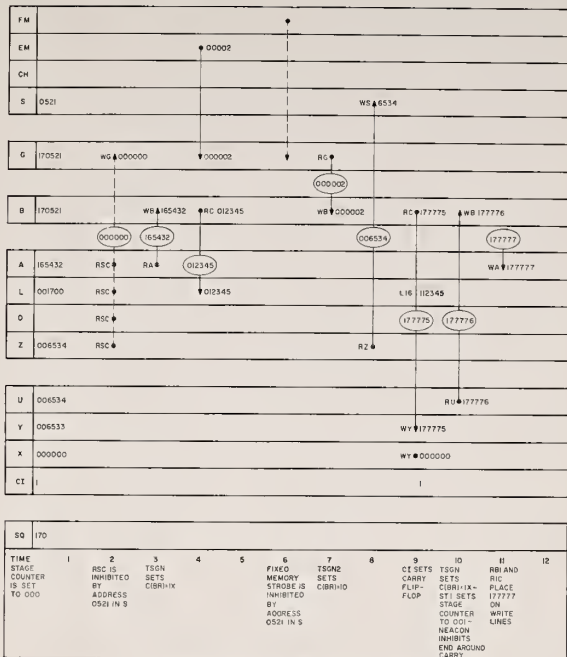 FM
EM 00002
CH
S 0521 WS 6534
G 170521 WG 000000 000002 RG
000002
B 170521 WB 165432 RC 012345 WB 000002 RC 177775 WB 177776
000000 165432 012345 006534 177777
A 165432 RSC RA WA 177777
L 001700 RSC 012345 L16 112345
177775 177776
D RSC
Z 006534 RSC RZ
U 006534 RU 177776
Y 006533 WY 177775
X 000000 WY 000000
CI 1 1
SQ 170
TIME 1 2 3 4 5 6 7 8 9 10 11 12
STAGE COUNTER IS SET TO 000
RSC IS INHIBITED BY ADDRESS 0521 IN S
TSGN SETS C(BR)=1X
FIXED MEMORY STROBE IS INHIBITED BY ADDRESS 0521 IN S
TSGN2 SETS C(BR)=10
CI SETS CARRY FLIP-FLOP
TSGN SETS C(BR)=1X- ST1 SETS STAGE COUNTER TO 001- NEACON INHIBITS END AROUND CARRY
RB1 AND R1C PLACE 177777 ON WRITE LINES